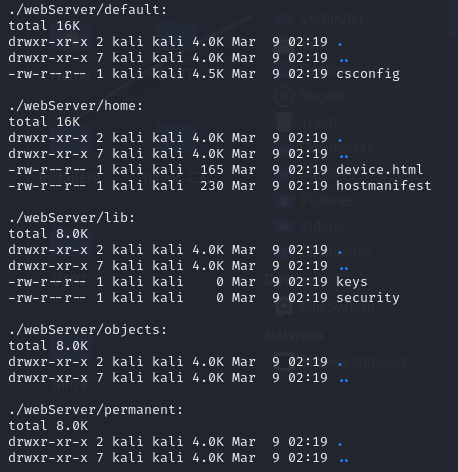 ./webServer/default:
total 16K
drwxr-xr-x 2 kali kali 4.0K Mar  9 02:19 .
drwxr-xr-x 7 kali kali 4.0K Mar  9 02:19 ..
-rw-r--r-- 1 kali kali 4.5K Mar  9 02:19 csconfig
./webServer/home:
total 16K
drwxr-xr-x 2 kali kali 4.0K Mar  9 02:19 .
drwxr-xr-x 7 kali kali 4.0K Mar  9 02:19 ..
-rw-r--r-- 1 kali kali  165 Mar  9 02:19 device.html
-rw-r--r-- 1 kali kali  230 Mar  9 02:19 hostmanifest
./webServer/lib:
total 8.0K
drwxr-xr-x 2 kali kali 4.0K Mar  9 02:19 .
drwxr-xr-x 7 kali kali 4.0K Mar  9 02:19 ..
-rw-r--r-- 1 kali kali    0 Mar  9 02:19 keys
-rw-r--r-- 1 kali kali    0 Mar  9 02:19 security
./webServer/objects:
total 8.0K
drwxr-xr-x 2 kali kali 4.0K Mar  9 02:19 .
drwxr-xr-x 7 kali kali 4.0K Mar  9 02:19 ..
./webServer/permanent:
total 8.0K
drwxr-xr-x 2 kali kali 4.0K Mar  9 02:19 .
drwxr-xr-x 7 kali kali 4.0K Mar  9 02:19 ..
Computer
Recent
Trash
Pictures
Videos
Network